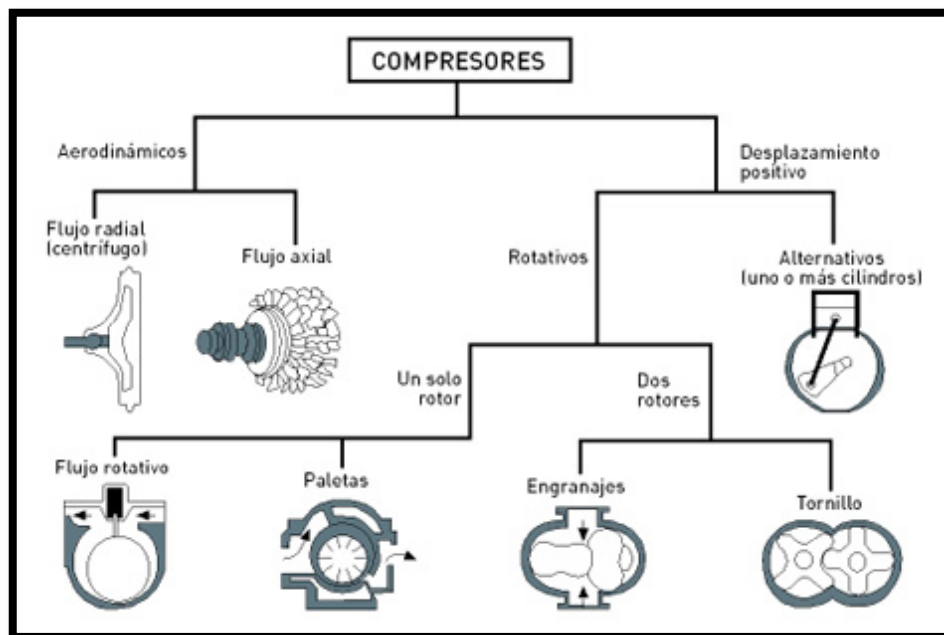 COMPRESORES
Aerodinámicos
Desplazamiento
positivo
Flujo radial
(centrífugo)
Flujo axial
Rotativos
Alternativos
(uno o más cilindros)
Un solo
rotor
Dos
rotores
Flujo rotativo
Paletas
Engranajes
Tornillo